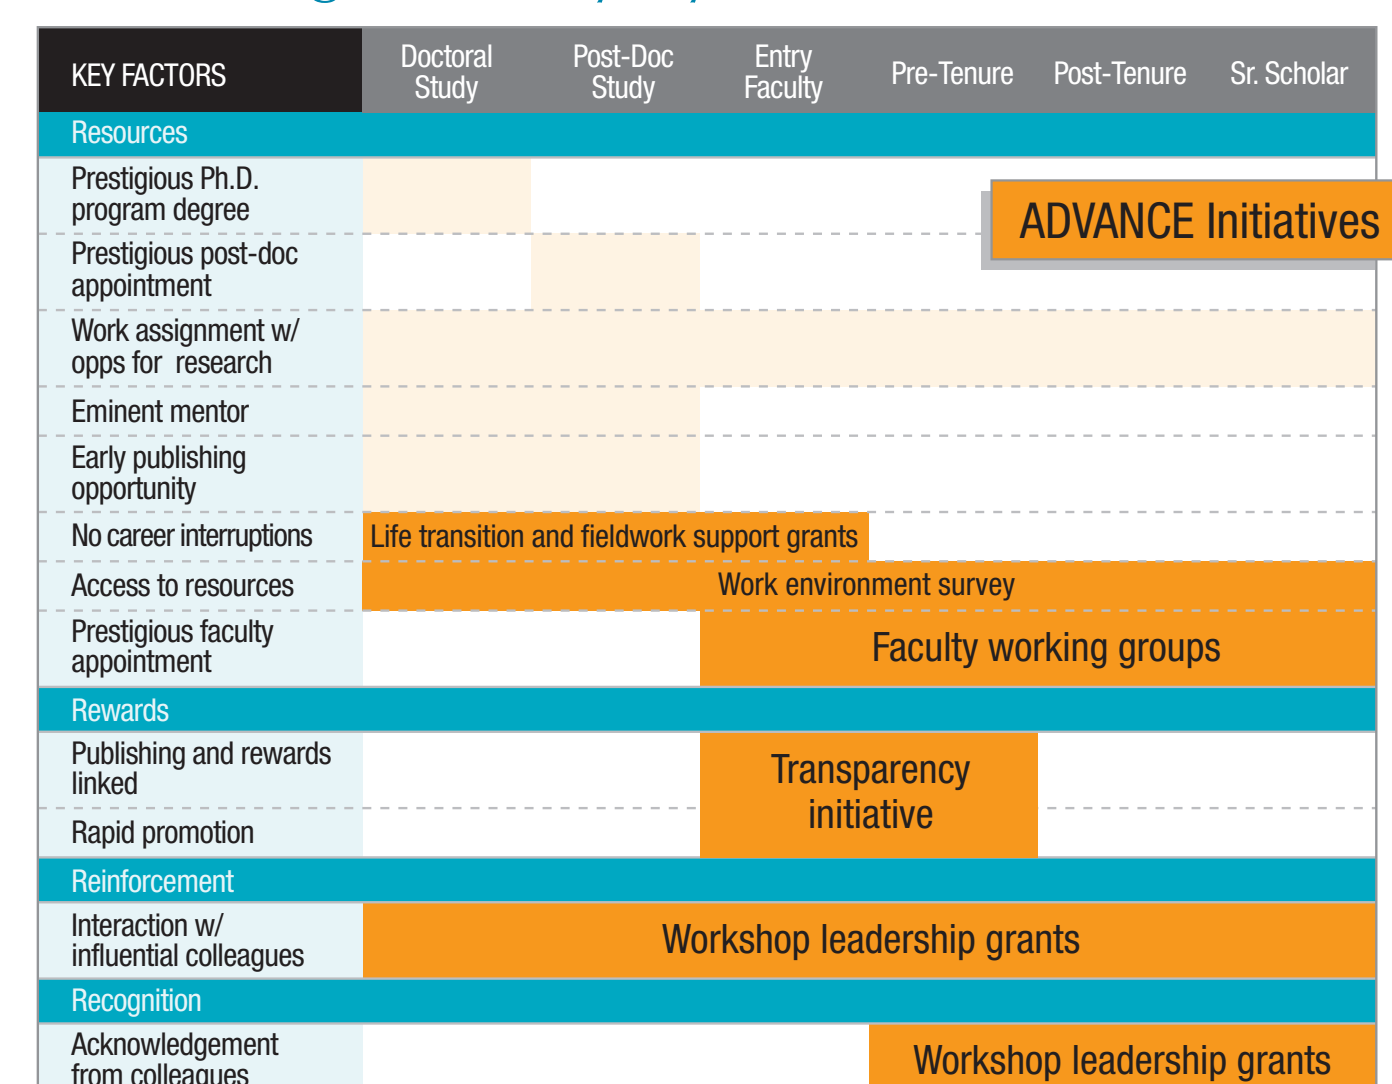 KEY FACTORS
Doctoral
Study
Post-Doc
Study
Entry
Faculty
Pre-Tenure
Post-Tenure
Sr. Scholar
Resources
Prestigious Ph.D.
program degree
ADVANCE Initiatives
Prestigious post-doc
appointment
Work assignment w/
opps for research
Eminent mentor
Early publishing
opportunity
No career interruptions
Life transition and fieldwork support grants
Access to resources
Work environment survey
Prestigious faculty
appointment
Faculty working groups
Rewards
Publishing and rewards
linked
Transparency
initiative
Rapid promotion
Reinforcement
Interaction w/
influential colleagues
Workshop leadership grants
Recognition
Acknowledgement
from colleagues
Workshop leadership grants